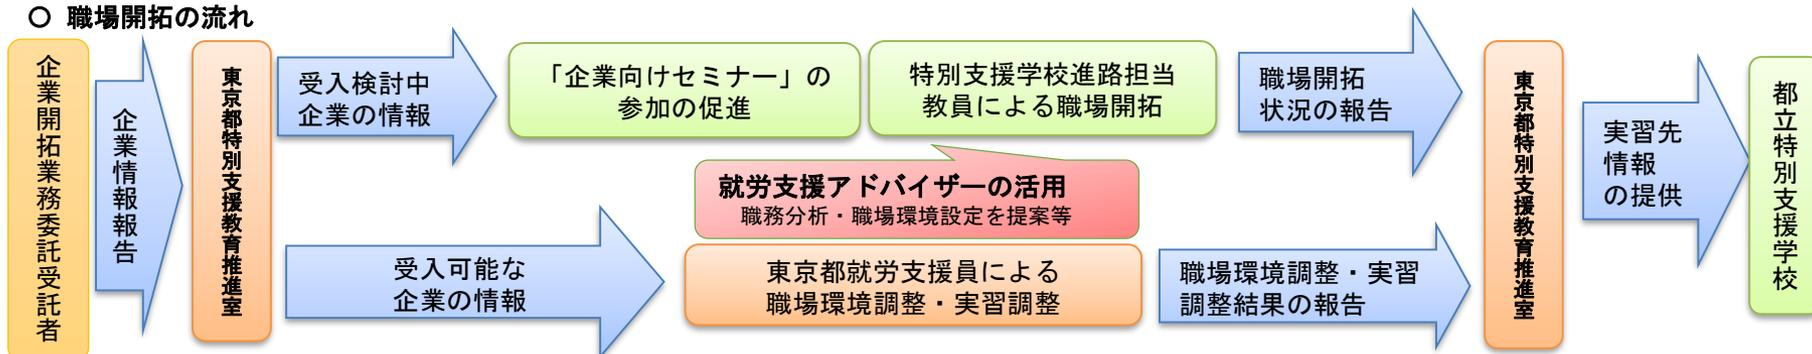 ○ 職場開拓の流れ
企業開拓業務委託受託者
企業情報報告
東京都特別支援教育推進室
受入検討中
企業の情報
「企業向けセミナー」の
参加の促進
特別支援学校進路担当
教員による職場開拓
職場開拓
状況の報告
就労支援アドバイザーの活用
職務分析・職場環境設定を提案等
受入可能な
企業の情報
東京都就労支援員による
職場環境調整・実習調整
職場環境調整・実習
調整結果の報告
東京都特別支援教育推進室
実習先
情報
の提供
都立特別支援学校